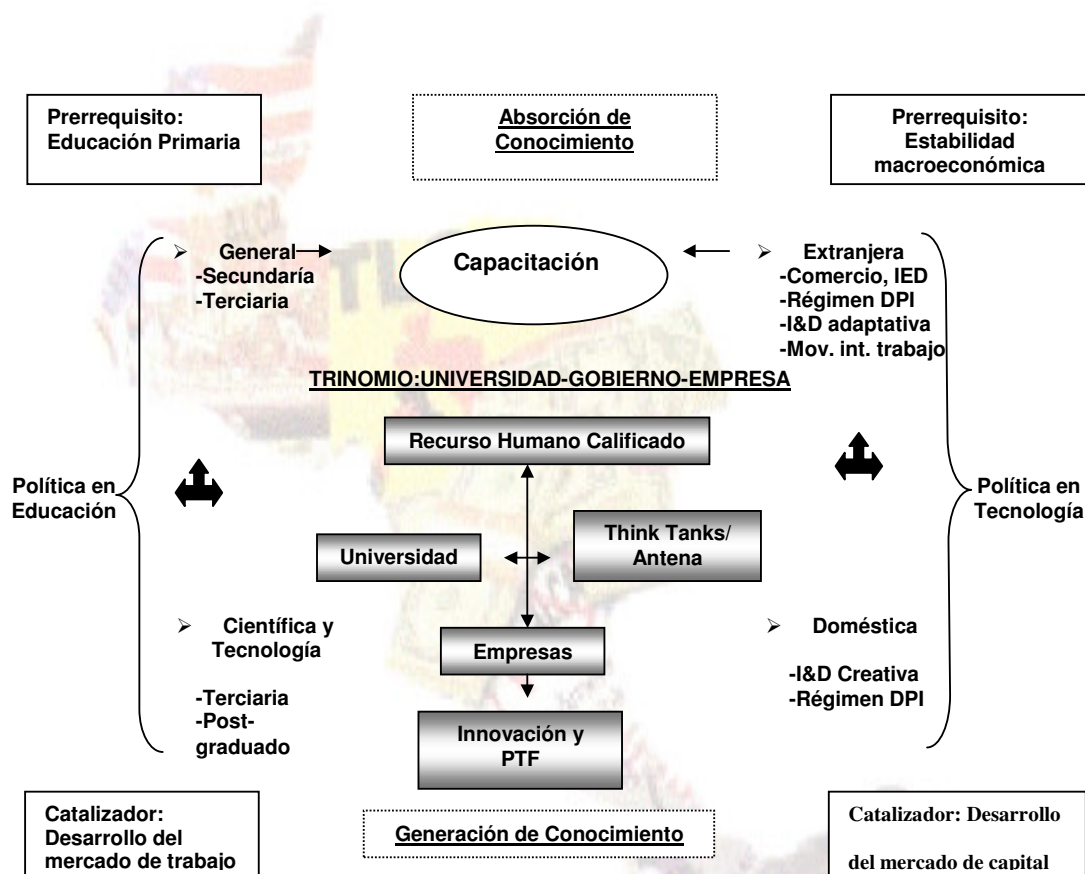 Prerrequisito:
Educación Primaria
Absorción de
Conocimiento
Prerrequisito:
Estabilidad
macroeconómica
➢ General
-Secundaría
-Terciaria
Capacitación
➢ Extranjera
-Comercio, IED
-Régimen DPI
-I&D adaptativa
-Mov. int. trabajo
TRINOMIO:UNIVERSIDAD-GOBIERNO-EMPRESA
Recurso Humano Calificado
Política en
Educación
Universidad
Think Tanks/
Antena
Política en
Tecnología
➢ Científica y
Tecnología
-Terciaria
-Post-
graduado
Empresas
➢ Doméstica
-I&D Creativa
-Régimen DPI
Innovación y
PTF
Catalizador:
Desarrollo del
mercado de trabajo
Generación de Conocimiento
Catalizador: Desarrollo
del mercado de capital